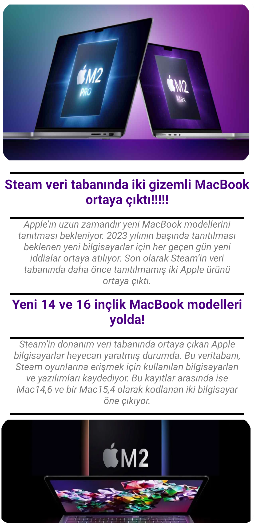 M2
PRO
M2
Max
Steam veri tabanında iki gizemli MacBook
ortaya çıktı!!!!!
Apple'ın uzun zamandır yeni MacBook modellerini
tanıtması bekleniyor. 2023 yılının başında tanıtılması
beklenen yeni bilgisayarlar için her geçen gün yeni
iddialar ortaya atılıyor. Son olarak Steam'in veri
tabanında daha önce tanıtılmamış iki Apple ürünü
ortaya çıktı.
Yeni 14 ve 16 inçlik MacBook modelleri
yolda!
Steam'in donanım veri tabanında ortaya çıkan Apple
bilgisayarlar heyecan yaratmış durumda. Bu veritabanı,
Steam oyunlarına erişmek için kullanılan bilgisayarları
ve yazılımları kaydediyor. Bu kayıtlar arasında ise
Mac14,6 ve bir Mac15,4 olarak kodlanan iki bilgisayar
öne çıkıyor.
M2